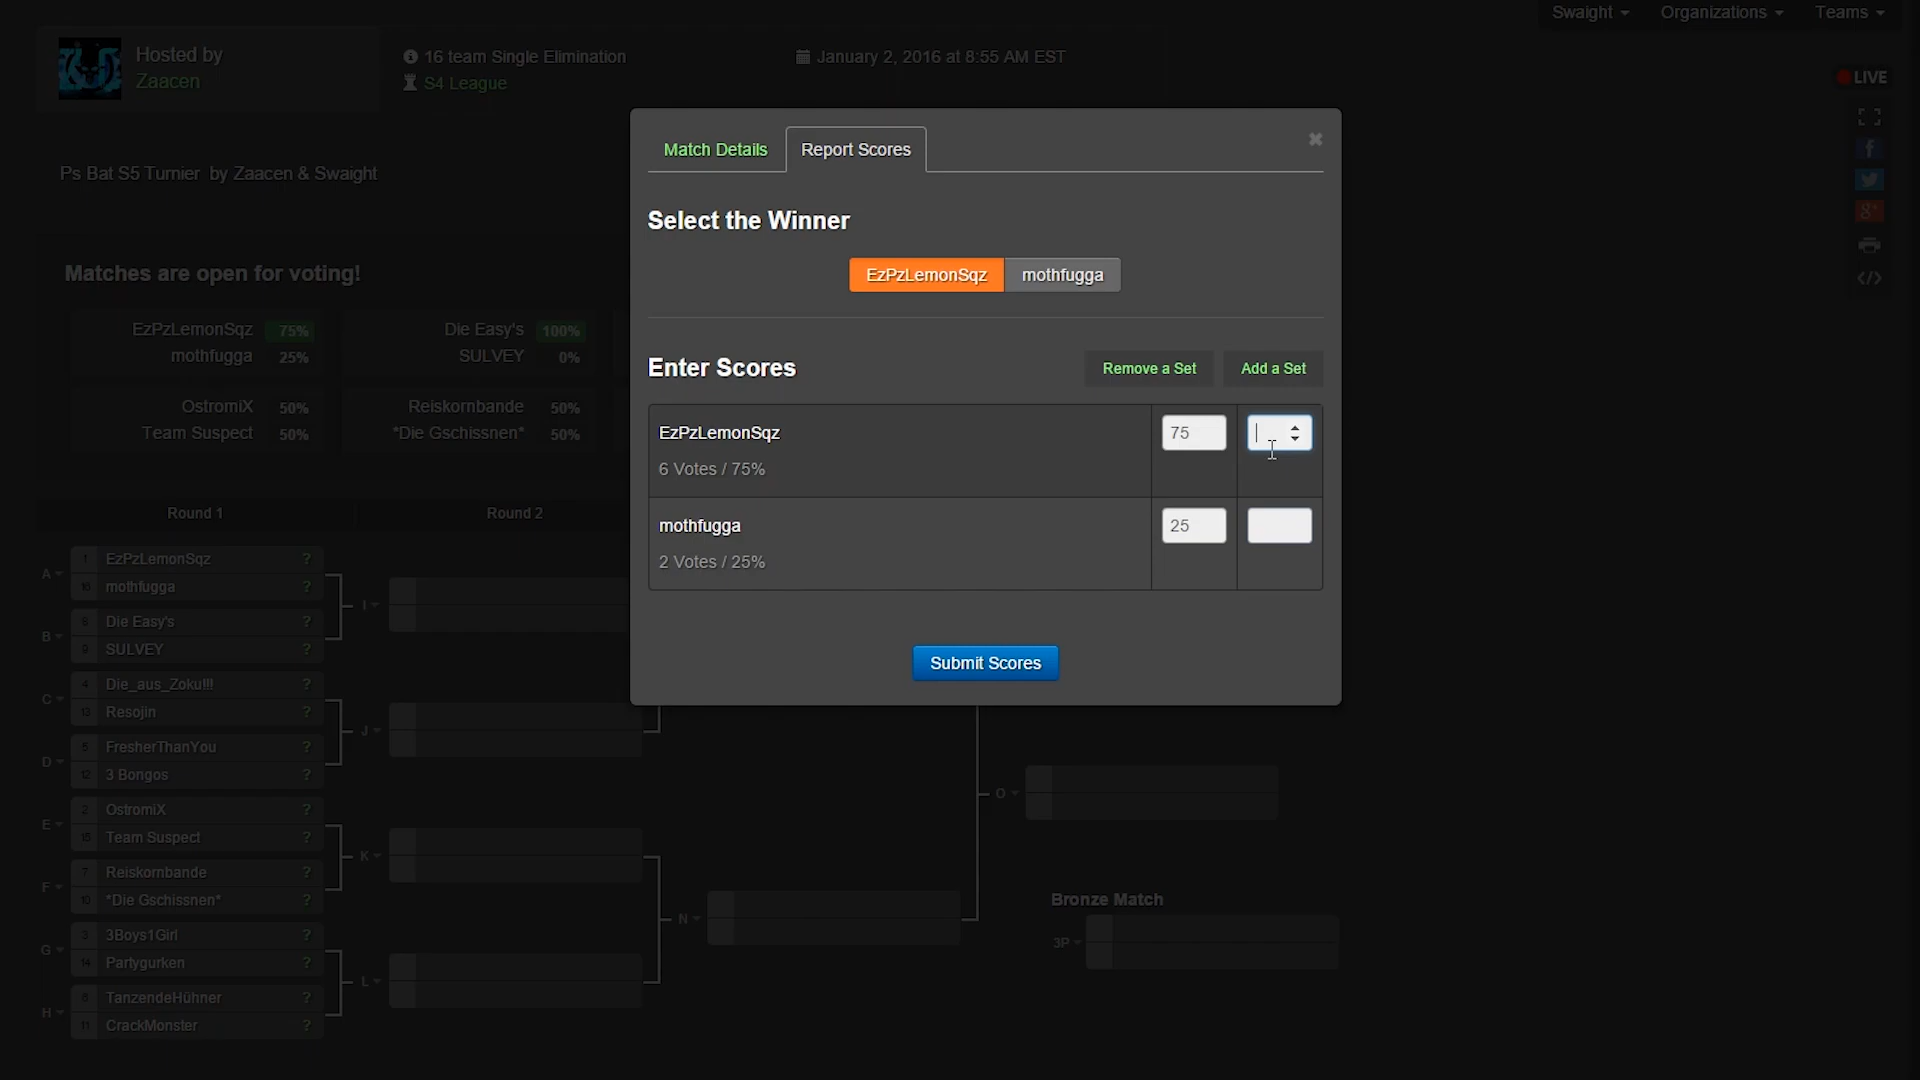 Swaight
Organizations
Teams
Hosted by
Zaacen
16 team Single Elimination
S4 League
January 2, 2016 at 8:55 AM EST
LIVE
Ps Bat S5 Turnier by Zaacen & Swaight
Match Details
Report Scores
Select the Winner
EzPzLemonSqz
mothfugga
Enter Scores
Remove a Set
Add a Set
EzPzLemonSqz
75
6 Votes / 75%
mothfugga
25
2 Votes / 25%
Submit Scores
Matches are open for voting!
EzPzLemonSqz 75%
mothfugga 25%
Die Easy's 100%
SULVEY 0%
OstromiX 50%
Team Suspect 50%
Reiskornbande 50%
*Die Gschissnen* 50%
Round 1
Round 2
A
1 EzPzLemonSqz ?
16 mothfugga ?
B
8 Die Easy's ?
9 SULVEY ?
C
4 Die_aus_Zoku!!! ?
13 Resojin ?
D
5 FresherThanYou ?
12 3 Bongos ?
E
2 OstromiX ?
15 Team Suspect ?
F
7 Reiskornbande ?
10 *Die Gschissnen* ?
G
3 3Boys1Girl ?
14 Partygurken ?
H
6 TanzendeHühner ?
11 CrackMonster ?
I
J
K
L
N
O
Bronze Match
3P